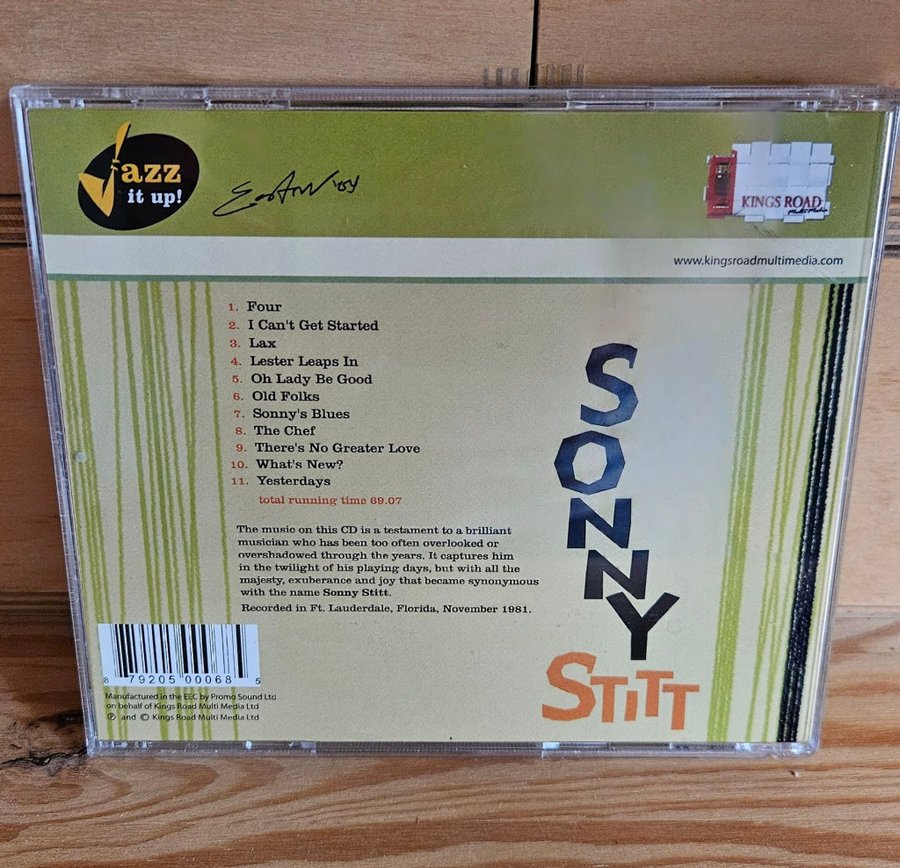 Jazz
it up!
'04
KINGS ROAD
Multi Media
www.kingsroadmultimedia.com
1. Four
2. I Can't Get Started
3. Lax
4. Lester Leaps In
5. Oh Lady Be Good
6. Old Folks
7. Sonny's Blues
8. The Chef
9. There's No Greater Love
10. What's New?
11. Yesterdays
total running time 69.07
The music on this CD is a testament to a brilliant
musician who has been too often overlooked or
overshadowed through the years. It captures him
in the twilight of his playing days, but with all the
majesty, exuberance and joy that became synonymous
with the name Sonny Stitt.
Recorded in Ft. Lauderdale, Florida, November 1981.
SONNY
STITT
8 79205 00068 5
Manufactured in the EEC by Promo Sound Ltd
on behalf of Kings Road Multi Media Ltd
℗ and © Kings Road Multi Media Ltd